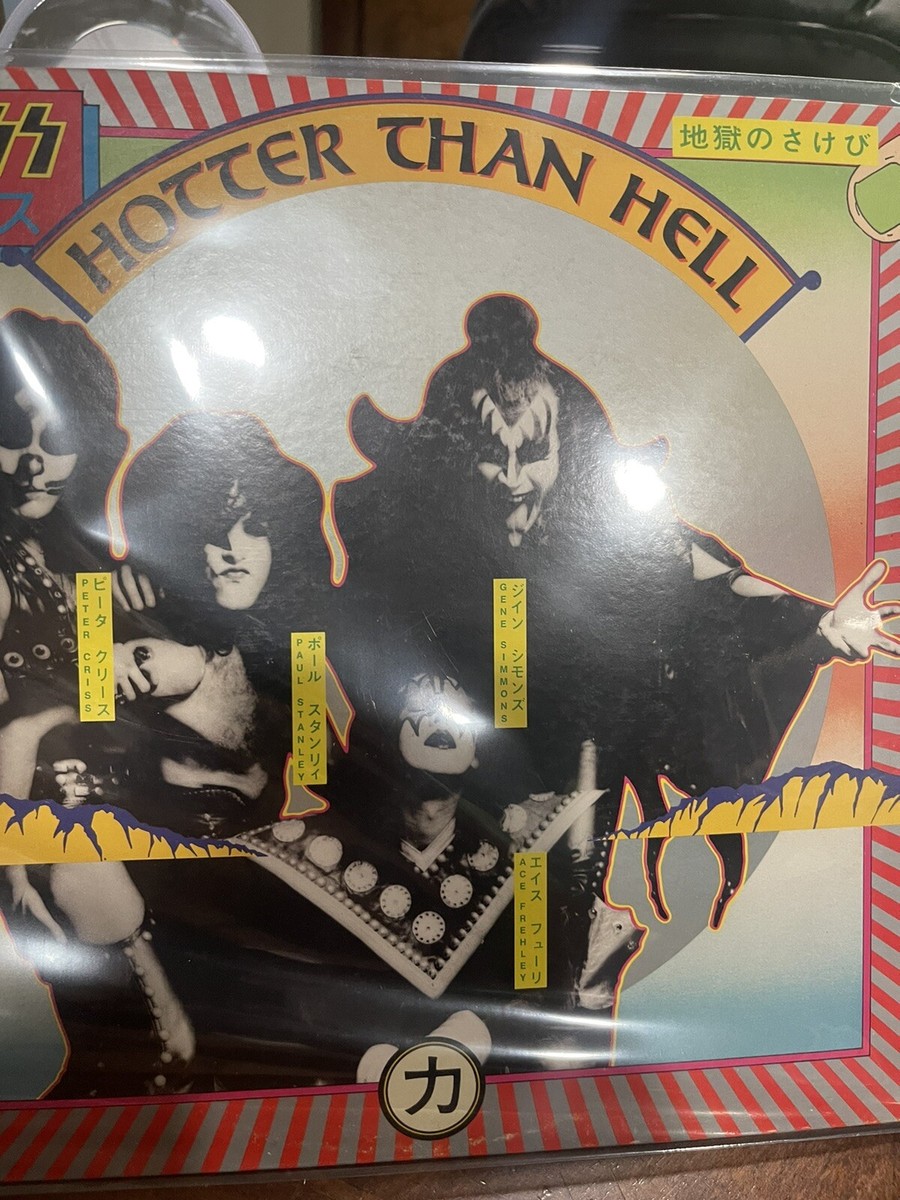 HOTTER THAN HELL
地獄のさけび
ス
ピータ クリース
PETER CRISS
ポール スタンリィ
PAUL STANLEY
ジイン シモンズ
GENE SIMMONS
エイス フューリ
ACE FREHLEY
力